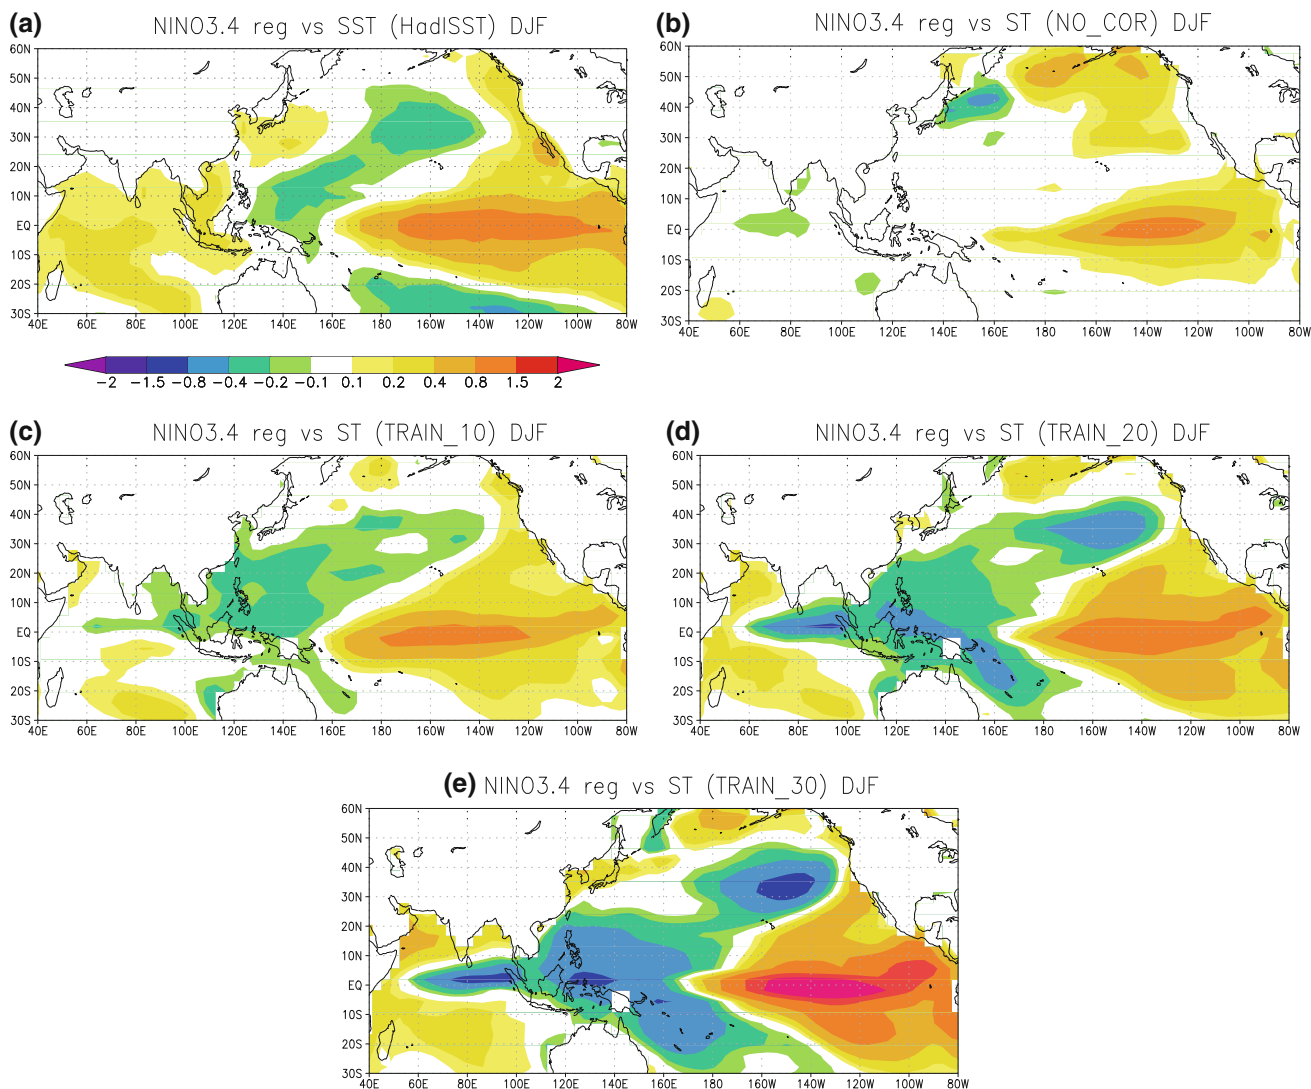 (a) NINO3.4 reg vs SST (HadISST) DJF
60N
50N
40N
30N
20N
10N
EQ
10S
20S
30S
40E 60E 80E 100E 120E 140E 160E 180 160W 140W 120W 100W 80W
(b) NINO3.4 reg vs ST (NO_COR) DJF
60N
50N
40N
30N
20N
10N
EQ
10S
20S
30S
40E 60E 80E 100E 120E 140E 160E 180 160W 140W 120W 100W 80W
-2 -1.5 -0.8 -0.4 -0.2 -0.1 0.1 0.2 0.4 0.8 1.5 2
(c) NINO3.4 reg vs ST (TRAIN_10) DJF
60N
50N
40N
30N
20N
10N
EQ
10S
20S
30S
40E 60E 80E 100E 120E 140E 160E 180 160W 140W 120W 100W 80W
(d) NINO3.4 reg vs ST (TRAIN_20) DJF
60N
50N
40N
30N
20N
10N
EQ
10S
20S
30S
40E 60E 80E 100E 120E 140E 160E 180 160W 140W 120W 100W 80W
(e) NINO3.4 reg vs ST (TRAIN_30) DJF
60N
50N
40N
30N
20N
10N
EQ
10S
20S
30S
40E 60E 80E 100E 120E 140E 160E 180 160W 140W 120W 100W 80W